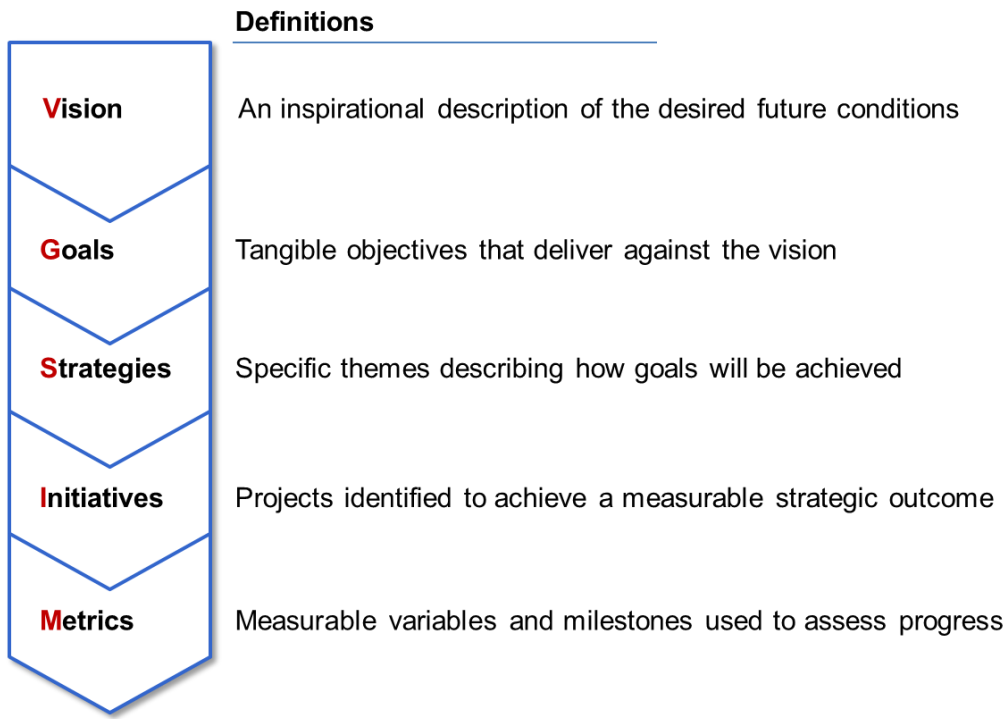 Definitions
Vision An inspirational description of the desired future conditions
Goals Tangible objectives that deliver against the vision
Strategies Specific themes describing how goals will be achieved
Initiatives Projects identified to achieve a measurable strategic outcome
Metrics Measurable variables and milestones used to assess progress